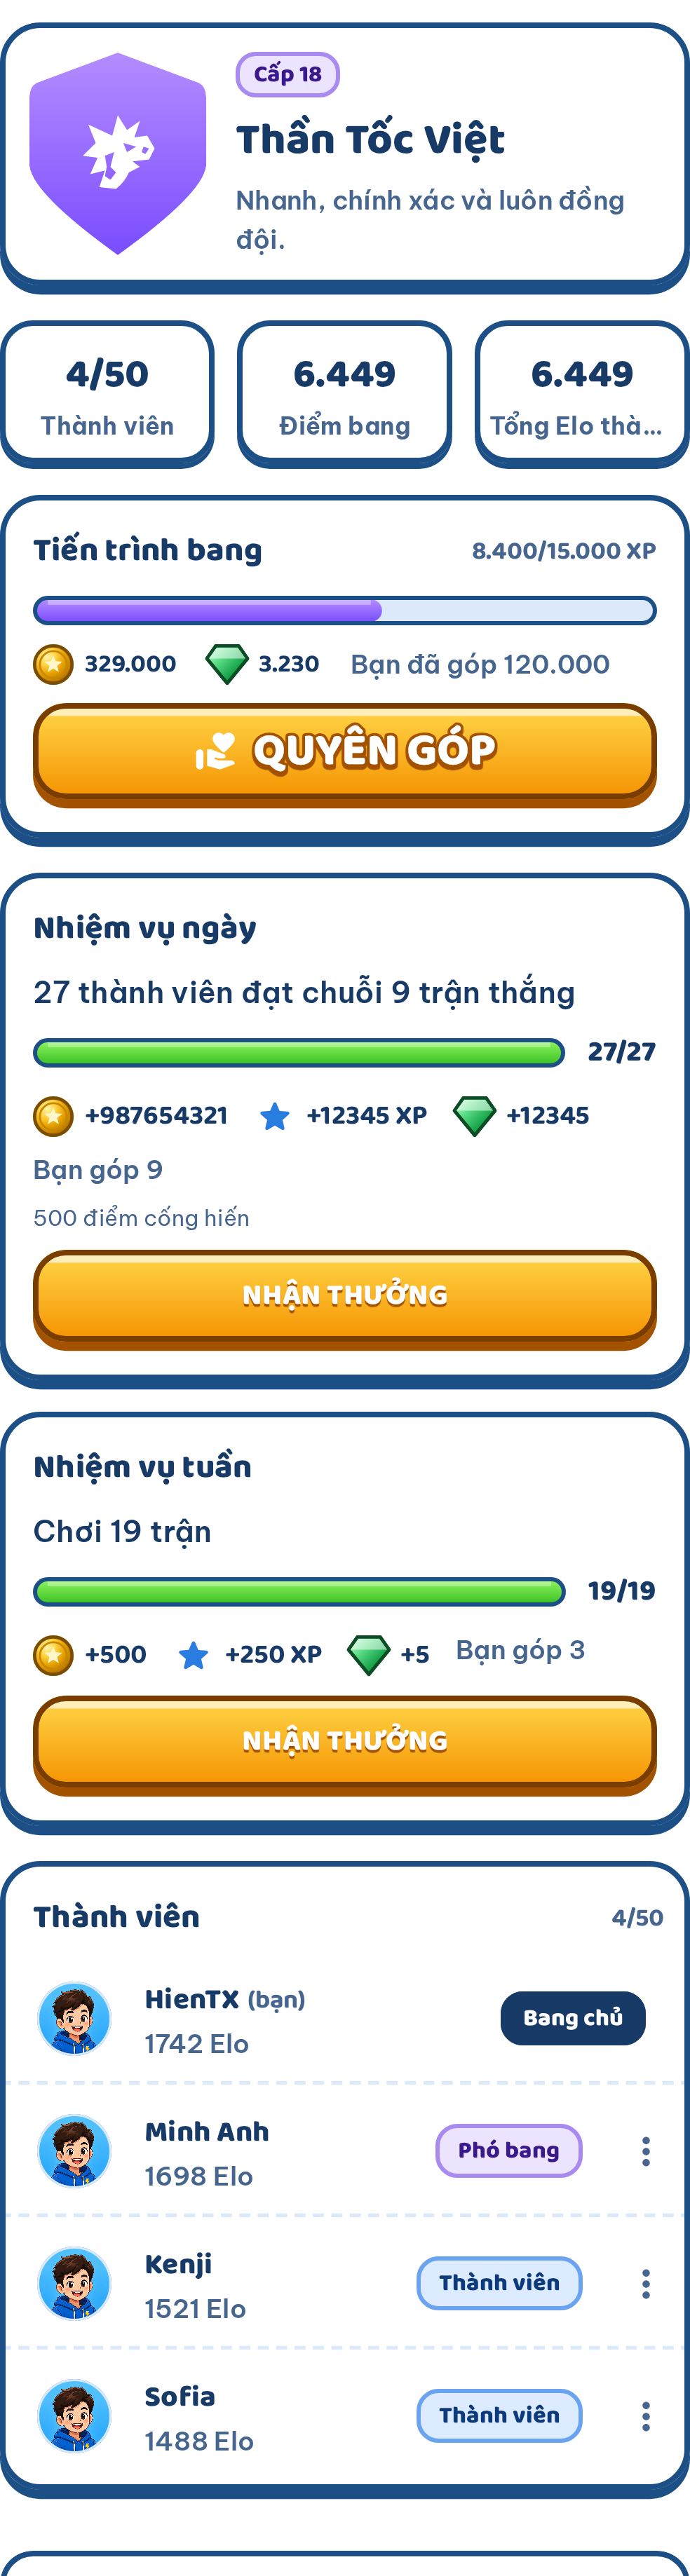 Cấp 18
Thần Tốc Việt
Nhanh, chính xác và luôn đồng
đội.
4/50
Thành viên
6.449
Điểm bang
6.449
Tổng Elo thà...
Tiến trình bang
8.400/15.000 XP
329.000
3.230
Bạn đã góp 120.000
QUYÊN GÓP
Nhiệm vụ ngày
27 thành viên đạt chuỗi 9 trận thắng
27/27
+987654321
+12345 XP
+12345
Bạn góp 9
500 điểm cống hiến
NHẬN THƯỞNG
Nhiệm vụ tuần
Chơi 19 trận
19/19
+500
+250 XP
+5
Bạn góp 3
NHẬN THƯỞNG
Thành viên
4/50
HienTX (bạn)
1742 Elo
Bang chủ
Minh Anh
1698 Elo
Phó bang
Kenji
1521 Elo
Thành viên
Sofia
1488 Elo
Thành viên